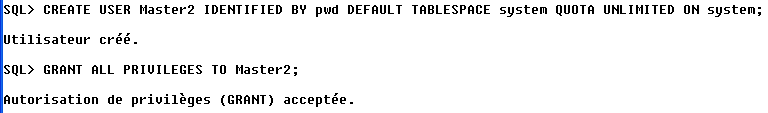 SQL> CREATE USER Master2 IDENTIFIED BY pwd DEFAULT TABLESPACE system QUOTA UNLIMITED ON system;
Utilisateur créé.
SQL> GRANT ALL PRIVILEGES TO Master2;
Autorisation de privilèges (GRANT) acceptée.